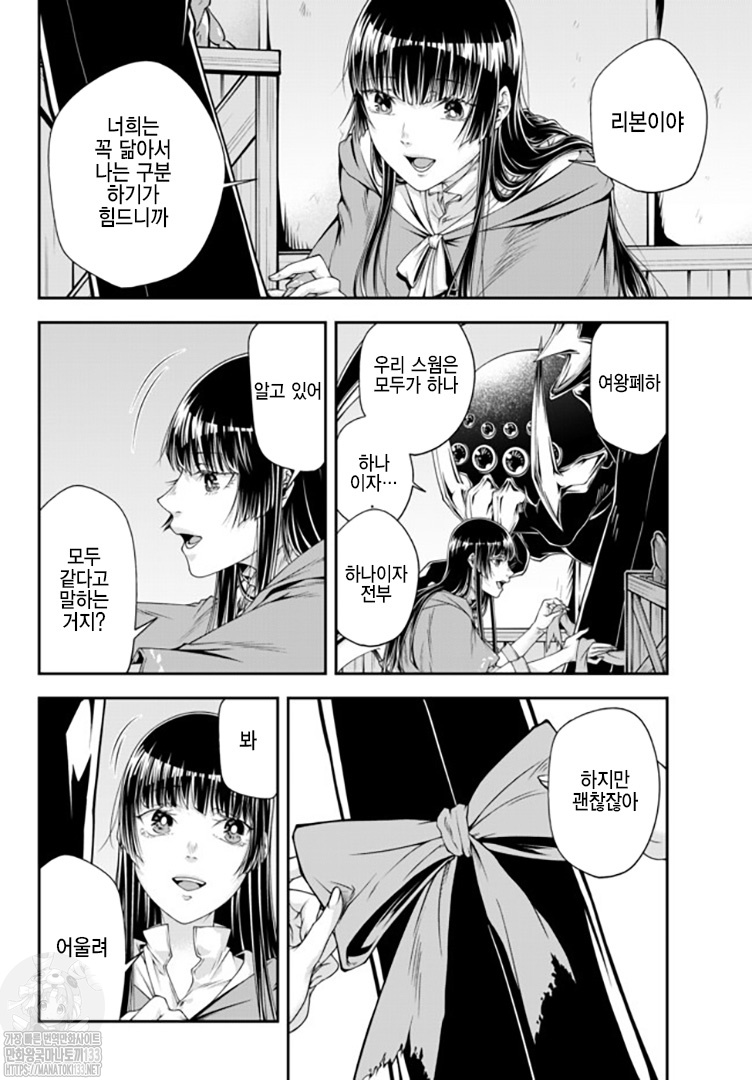 리본이야
너희는
꼭 닮아서
나는 구분
하기가
힘드니까
여왕폐하
우리 스웜은
모두가 하나
하나
이자…
하나이자
전부
알고 있어
모두
같다고
말하는
거지?
하지만
괜찮잖아
봐
어울려
가장 빠른 번역만화사이트
만화왕국마나토끼133
HTTPS://MANATOKI133.NET